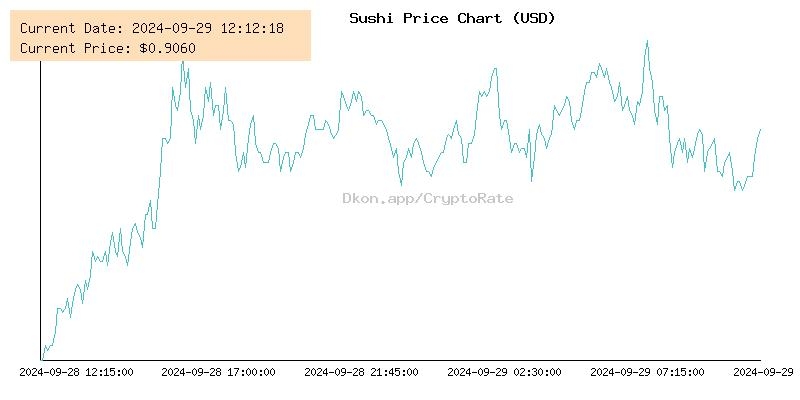 Sushi Price Chart (USD)
Current Date: 2024-09-29 12:12:18
Current Price: $0.9060
Dkon.app/CryptoRate
2024-09-28 12:15:00 2024-09-28 17:00:00 2024-09-28 21:45:00 2024-09-29 02:30:00 2024-09-29 07:15:00 2024-09-29